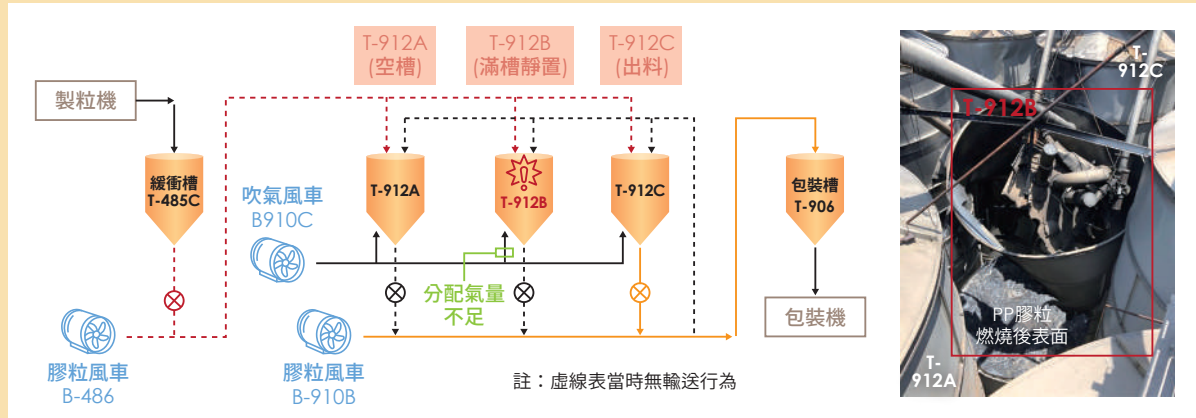 T-912A
(空槽)
T-912B
(滿槽靜置)
T-912C
(出料)
製粒機
緩衝槽
T-485C
吹氣風車
B910C
T-912A
T-912B
T-912C
包裝槽
T-906
分配氣量
不足
包裝機
膠粒風車
B-486
膠粒風車
B-910B
註：虛線表當時無輸送行為
T-
912C
T-912B
PP膠粒
燃燒後表面
T-
912A